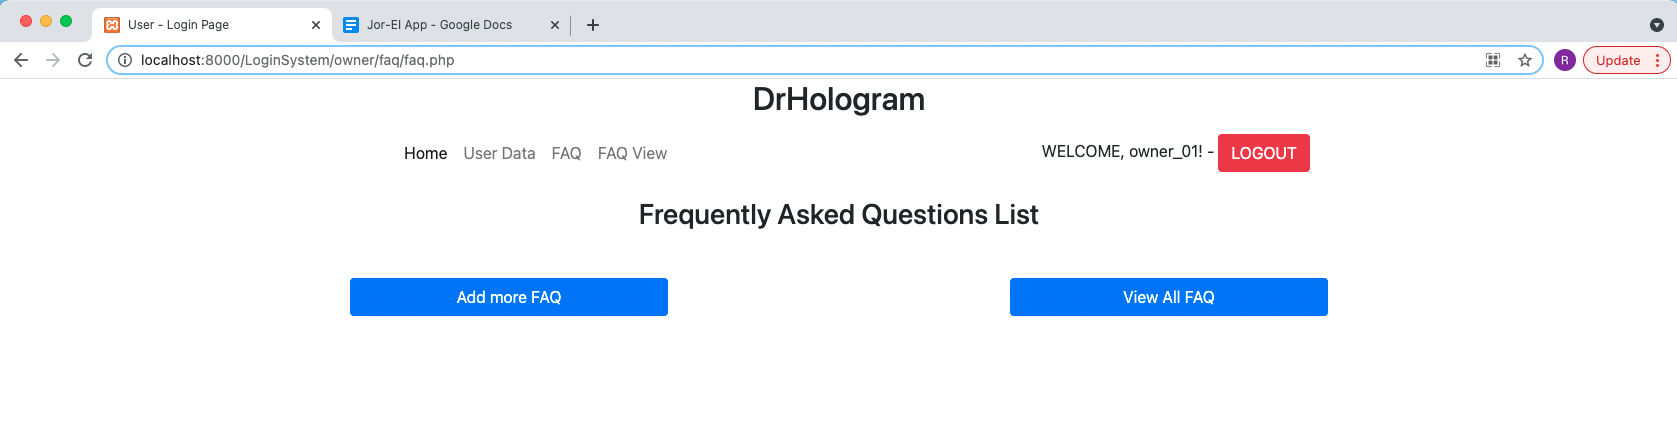 User - Login Page
Jor-El App - Google Docs
localhost:8000/LoginSystem/owner/faq/faq.php
R
Update
DrHologram
Home User Data FAQ FAQ View
WELCOME, owner_01! - LOGOUT
Frequently Asked Questions List
Add more FAQ
View All FAQ